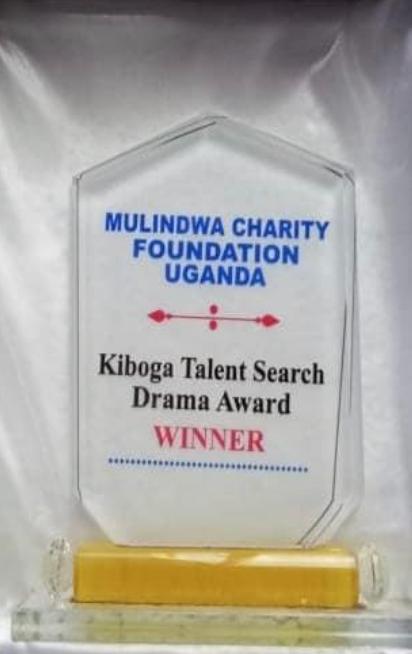 MULINDWA CHARITY
FOUNDATION
UGANDA
Kiboga Talent Search
Drama Award
WINNER